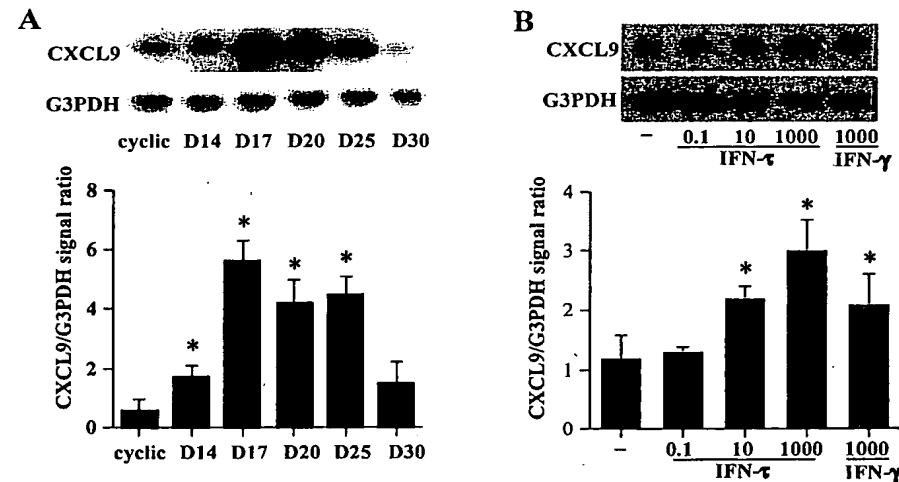 A
CXCL9
G3PDH
cyclic D14 D17 D20 D25 D30
CXCL9/G3PDH signal ratio
8
6
4
2
0
* * * *
cyclic D14 D17 D20 D25 D30
B
CXCL9
G3PDH
– 0.1 10 1000 1000
IFN-τ IFN-γ
CXCL9/G3PDH signal ratio
4
3
2
1
0
* * *
– 0.1 10 1000 1000
IFN-τ IFN-γ